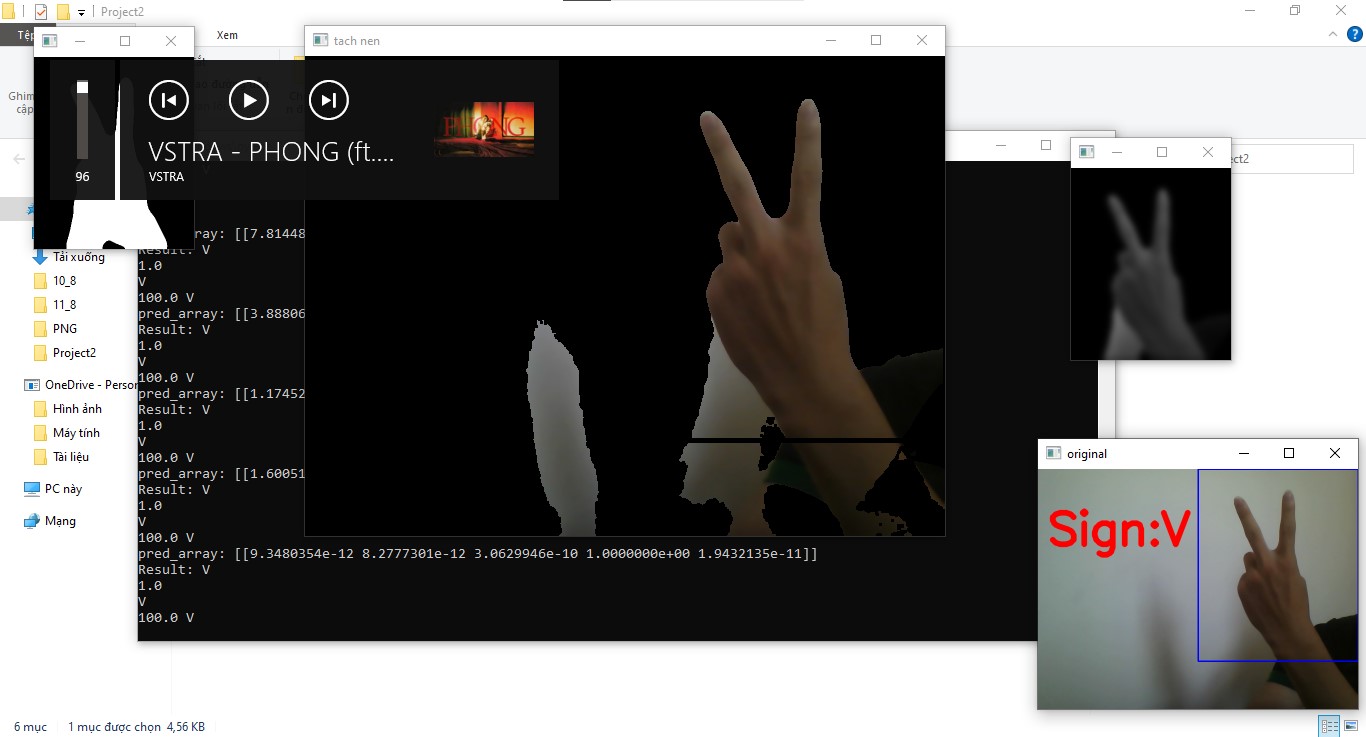 Project2
Tệp
Xem
Ghim
cập
96
VSTRA - PHONG (ft....
VSTRA
PHONG
tach nen
ect2
Tải xuống
10_8
11_8
PNG
Project2
OneDrive - Person
Hình ảnh
Máy tính
Tài liệu
PC này
Mạng
array: [[7.81448
Result: V
1.0
V
100.0 V
pred_array: [[3.88806
Result: V
1.0
V
100.0 V
pred_array: [[1.17452
Result: V
1.0
V
100.0 V
pred_array: [[1.60051
Result: V
1.0
V
100.0 V
pred_array: [[9.3480354e-12 8.2777301e-12 3.0629946e-10 1.0000000e+00 1.9432135e-11]]
Result: V
1.0
V
100.0 V
original
Sign:V
6 mục
1 mục được chọn 4,56 KB